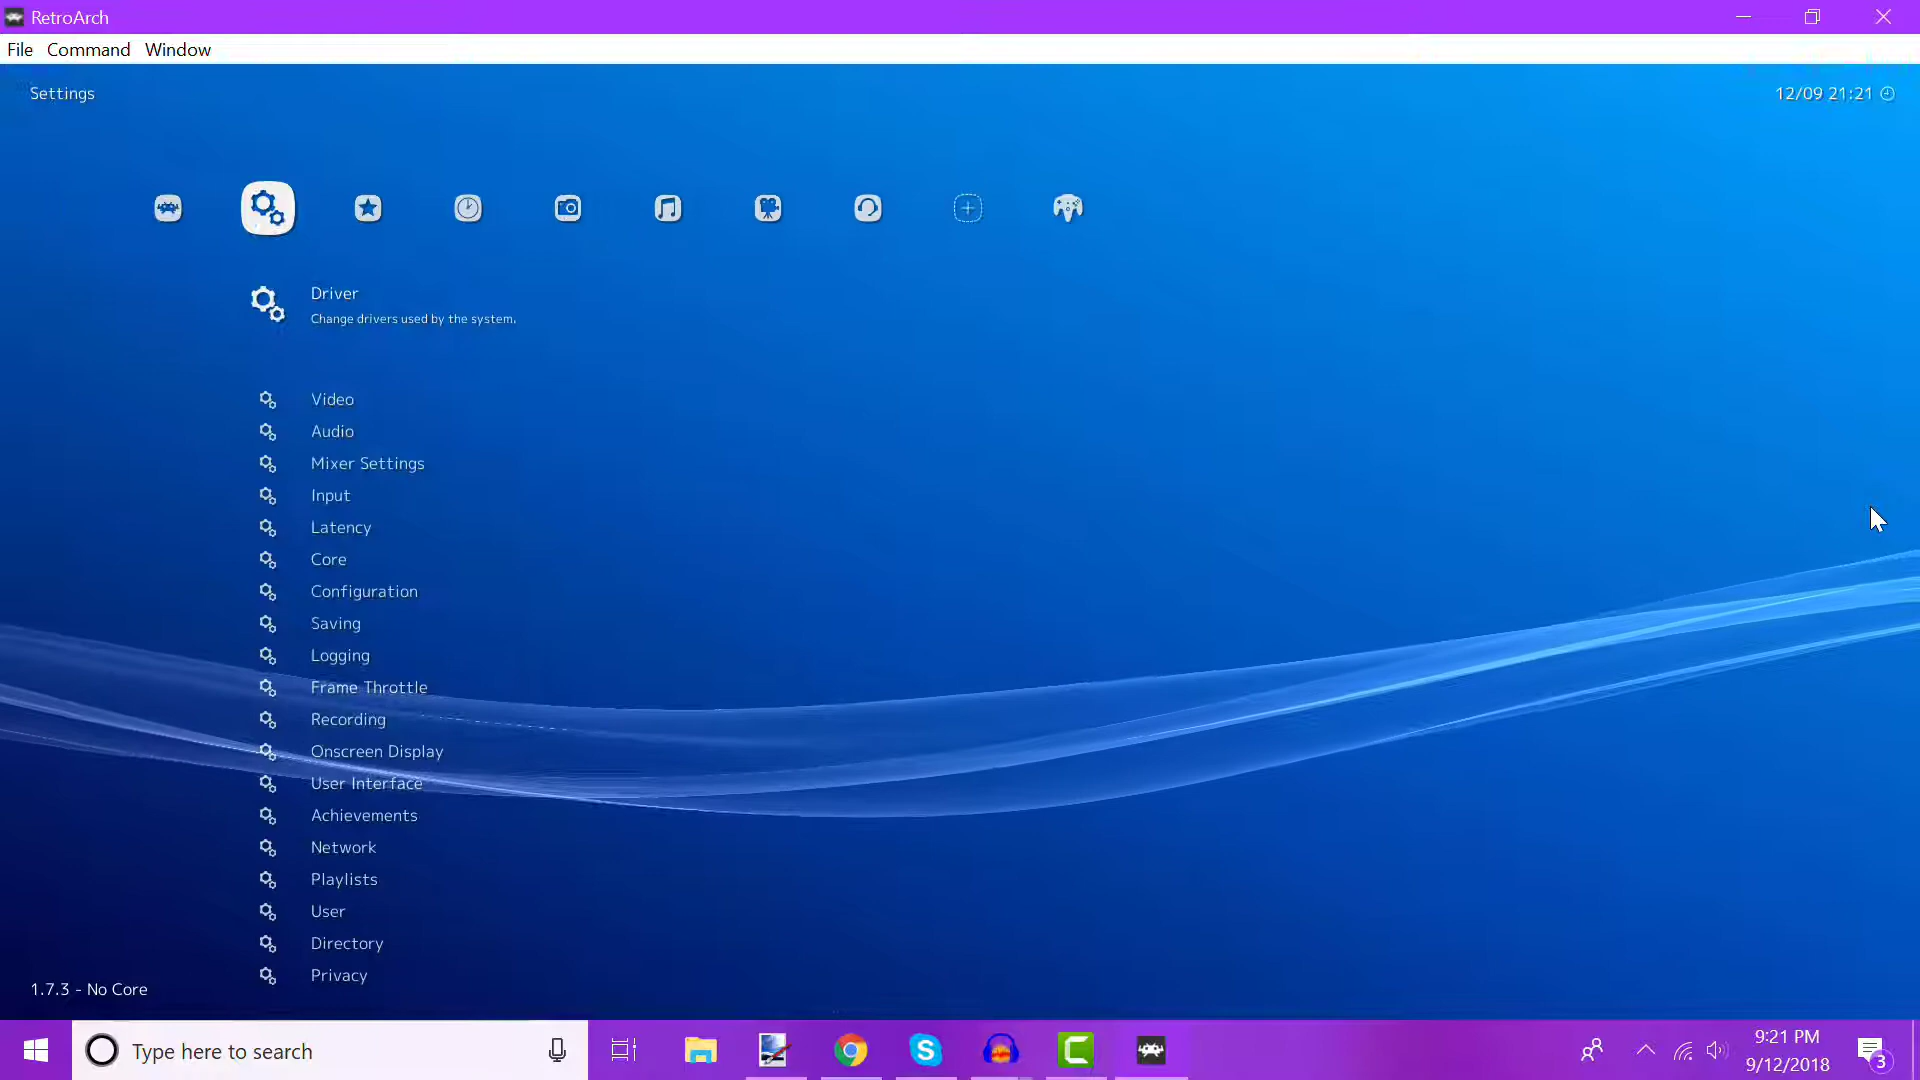 RetroArch
File Command Window
Settings
12/09 21:21
Driver
Change drivers used by the system.
Video
Audio
Mixer Settings
Input
Latency
Core
Configuration
Saving
Logging
Frame Throttle
Recording
Onscreen Display
User Interface
Achievements
Network
Playlists
User
Directory
Privacy
1.7.3 - No Core
Type here to search
9:21 PM
9/12/2018
3